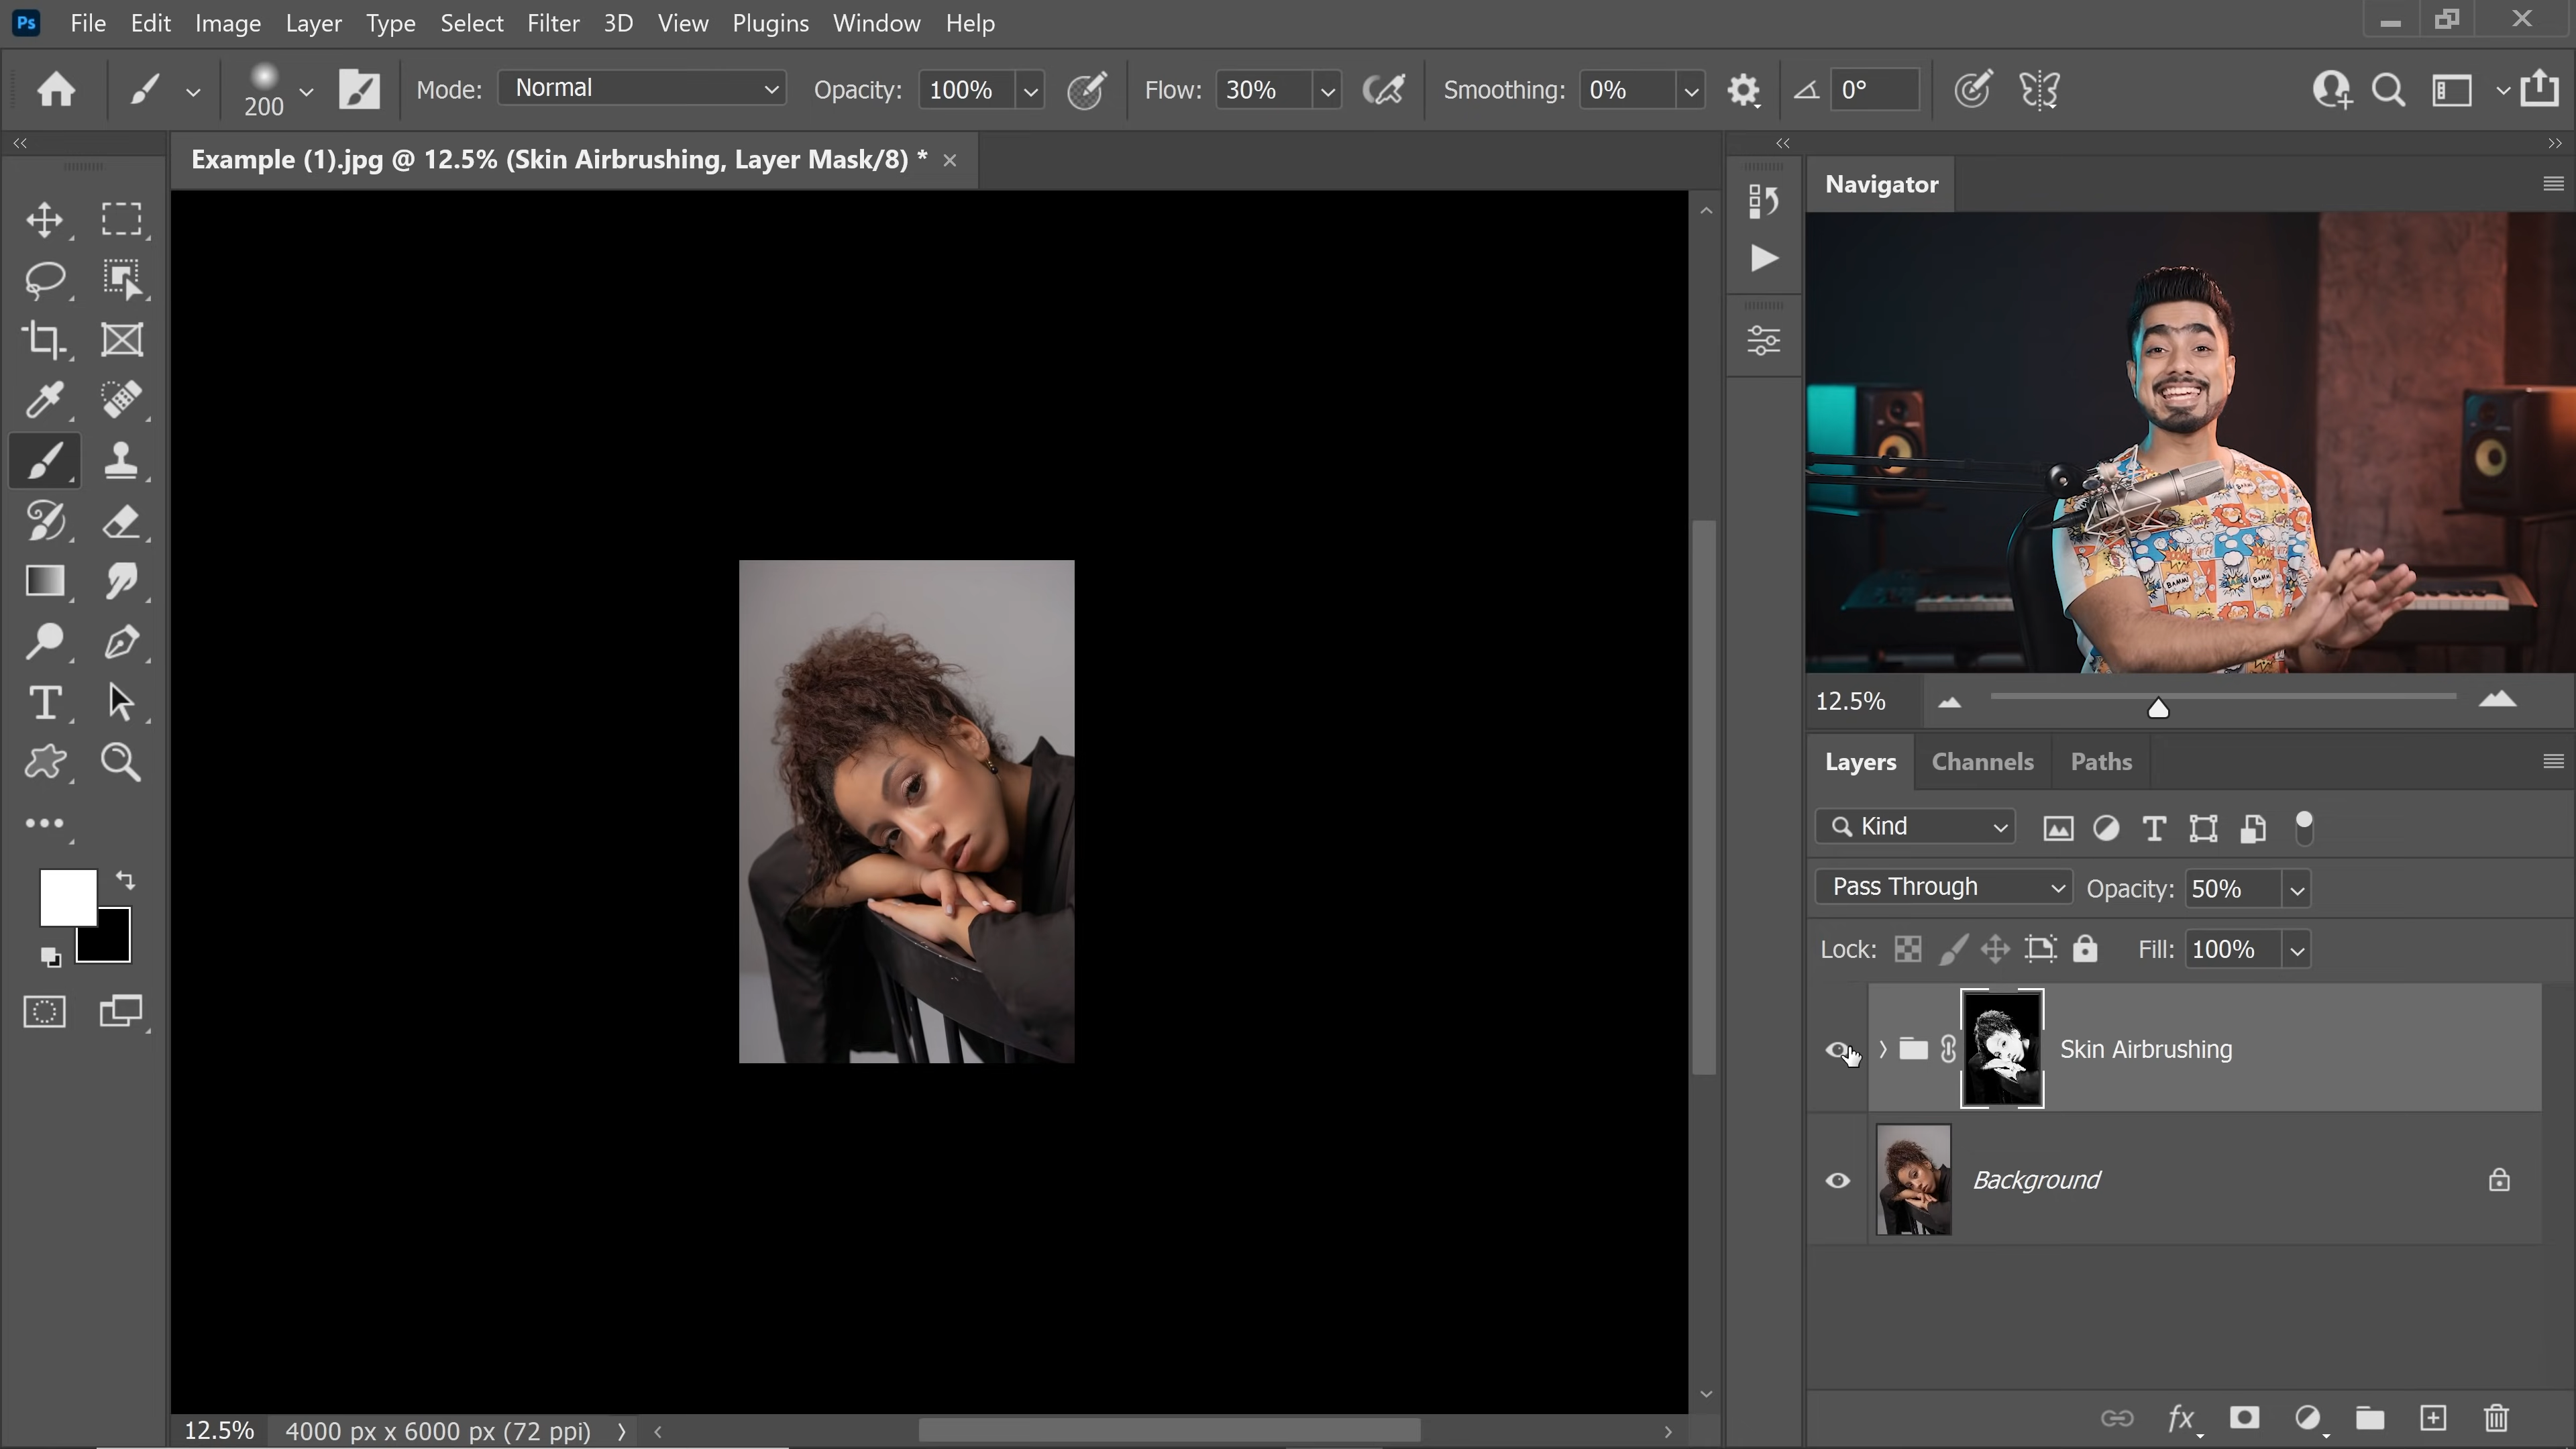 Ps File Edit Image Layer Type Select Filter 3D View Plugins Window Help
200 Mode: Normal Opacity: 100% Flow: 30% Smoothing: 0% 0°
Example (1).jpg @ 12.5% (Skin Airbrushing, Layer Mask/8) *
Navigator
BAMM!
BAMM!
12.5%
Layers Channels Paths
Kind
Pass Through Opacity: 50%
Lock: Fill: 100%
Skin Airbrushing
Background
fx
12.5% 4000 px x 6000 px (72 ppi)